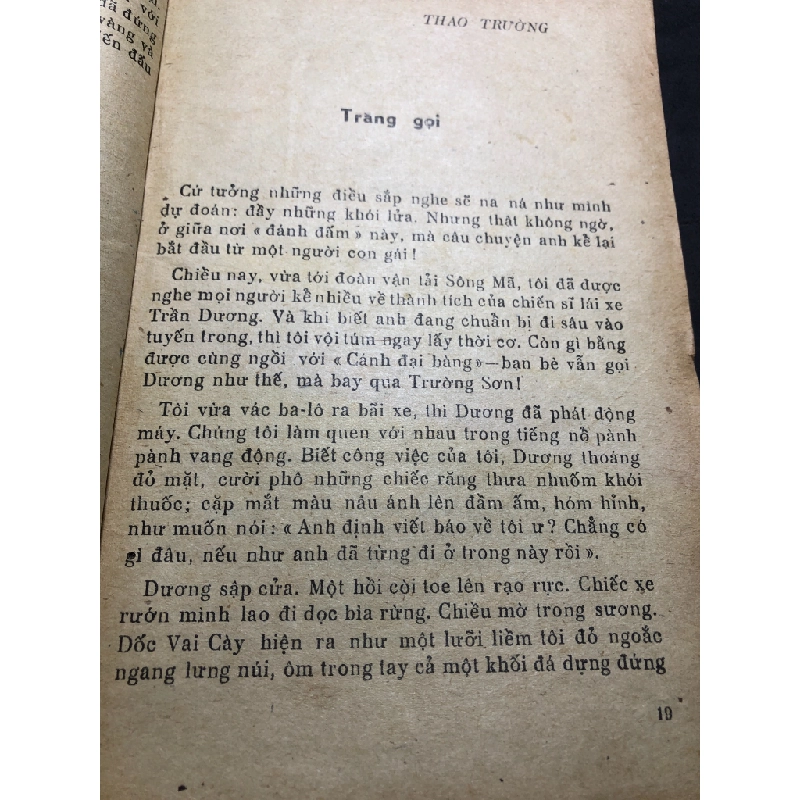 với
đã đứng
vàng và
ến đấu
THAO TRƯỜNG
Trăng gọi
Cứ tưởng những điều sắp nghe sẽ na ná như mình
dự đoán: đầy những khói lửa. Nhưng thật không ngờ,
ở giữa nơi « đánh đấm » này, mà câu chuyện anh kể lại
bắt đầu từ một người con gái !
Chiều nay, vừa tới đoàn vận tải Sông Mã, tôi đã được
nghe mọi người kể nhiều về thành tích của chiến sĩ lái xe
Trần Dương. Và khi biết anh đang chuẩn bị đi sâu vào
tuyến trong, thì tôi vội túm ngay lấy thời cơ. Còn gì bằng
được cùng ngồi với « Cánh đại bàng »—bạn bè vẫn gọi
Dương như thế, mà bay qua Trường Sơn!
Tôi vừa vác ba-lô ra bãi xe, thì Dương đã phát động
máy. Chúng tôi làm quen với nhau trong tiếng nổ pành
pành vang động. Biết công việc của tôi, Dương thoáng
đỏ mặt, cười phô những chiếc răng thưa nhuốm khói
thuốc; cặp mắt màu nâu ánh lên đầm ấm, hóm hỉnh,
như muốn nói : « Anh định viết báo về tôi ư? Chẳng có
gì đâu, nếu như anh đã từng đi ở trong này rồi ».
Dương sập cửa. Một hồi còi toe lên rạo rực. Chiếc xe
rướn mình lao đi dọc bìa rừng. Chiều mờ trong sương.
Dốc Vai Cày hiện ra như một lưỡi liềm tôi đỏ ngoắc
ngang lưng núi, ôm trong tay cả một khối đá dựng đứng
19